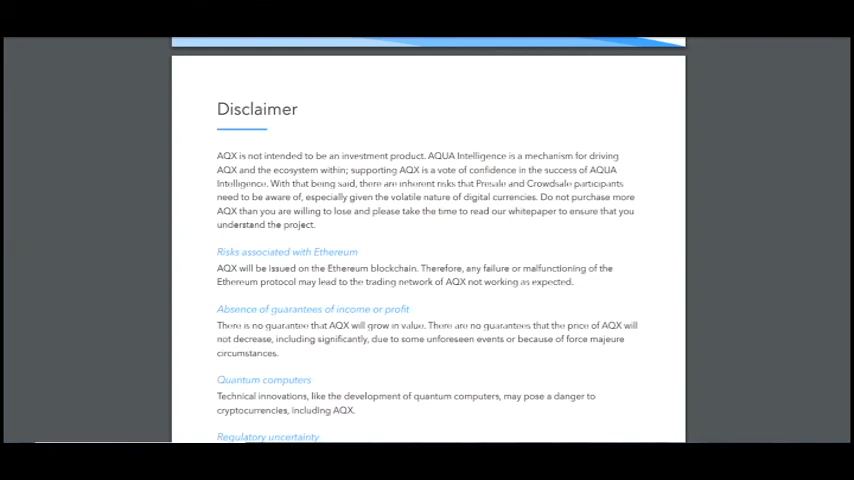 Disclaimer
AQX is not intended to be an investment product. AQUA Intelligence is a mechanism for driving
AQX and the ecosystem within; supporting AQX is a vote of confidence in the success of AQUA
Intelligence. With that being said, there are inherent risks that Presale and Crowdsale participants
need to be aware of, especially given the volatile nature of digital currencies. Do not purchase more
AQX than you are willing to lose and please take the time to read our whitepaper to ensure that you
understand the project.
Risks associated with Ethereum
AQX will be issued on the Ethereum blockchain. Therefore, any failure or malfunctioning of the
Ethereum protocol may lead to the trading network of AQX not working as expected.
Absence of guarantees of income or profit
There is no guarantee that AQX will grow in value. There are no guarantees that the price of AQX will
not decrease, including significantly, due to some unforeseen events or because of force majeure
circumstances.
Quantum computers
Technical innovations, like the development of quantum computers, may pose a danger to
cryptocurrencies, including AQX.
Regulatory uncertainty